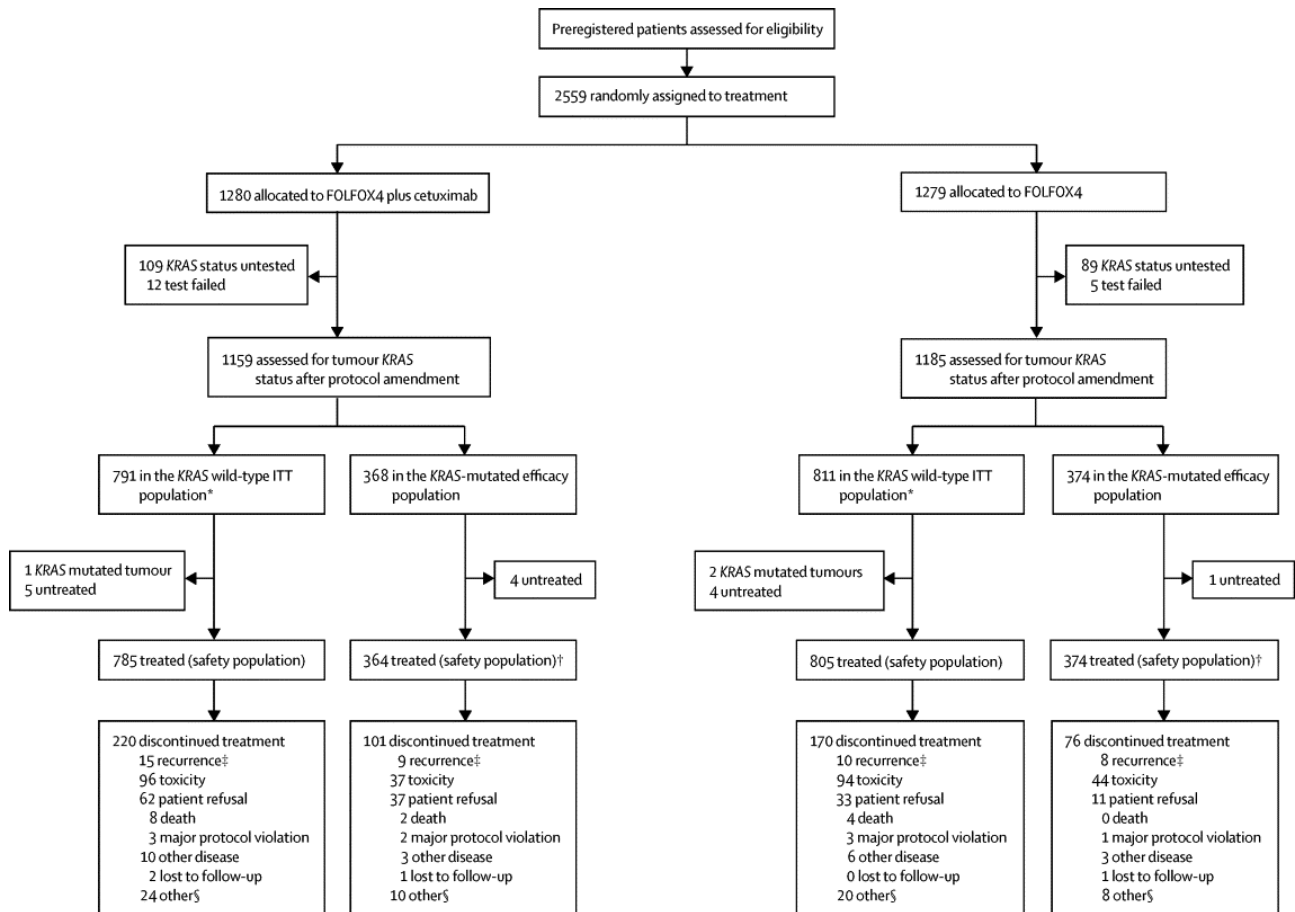 Preregistered patients assessed for eligibility
2559 randomly assigned to treatment
1280 allocated to FOLFOX4 plus cetuximab
1279 allocated to FOLFOX4
109 KRAS status untested
12 test failed
89 KRAS status untested
5 test failed
1159 assessed for tumour KRAS
status after protocol amendment
1185 assessed for tumour KRAS
status after protocol amendment
791 in the KRAS wild-type ITT
population*
368 in the KRAS-mutated efficacy
population
811 in the KRAS wild-type ITT
population*
374 in the KRAS-mutated efficacy
population
1 KRAS mutated tumour
5 untreated
4 untreated
2 KRAS mutated tumours
4 untreated
1 untreated
785 treated (safety population)
364 treated (safety population)†
805 treated (safety population)
374 treated (safety population)†
220 discontinued treatment
15 recurrence‡
96 toxicity
62 patient refusal
8 death
3 major protocol violation
10 other disease
2 lost to follow-up
24 other§
101 discontinued treatment
9 recurrence‡
37 toxicity
37 patient refusal
2 death
2 major protocol violation
3 other disease
1 lost to follow-up
10 other§
170 discontinued treatment
10 recurrence‡
94 toxicity
33 patient refusal
4 death
3 major protocol violation
6 other disease
0 lost to follow-up
20 other§
76 discontinued treatment
8 recurrence‡
44 toxicity
11 patient refusal
0 death
1 major protocol violation
3 other disease
1 lost to follow-up
8 other§